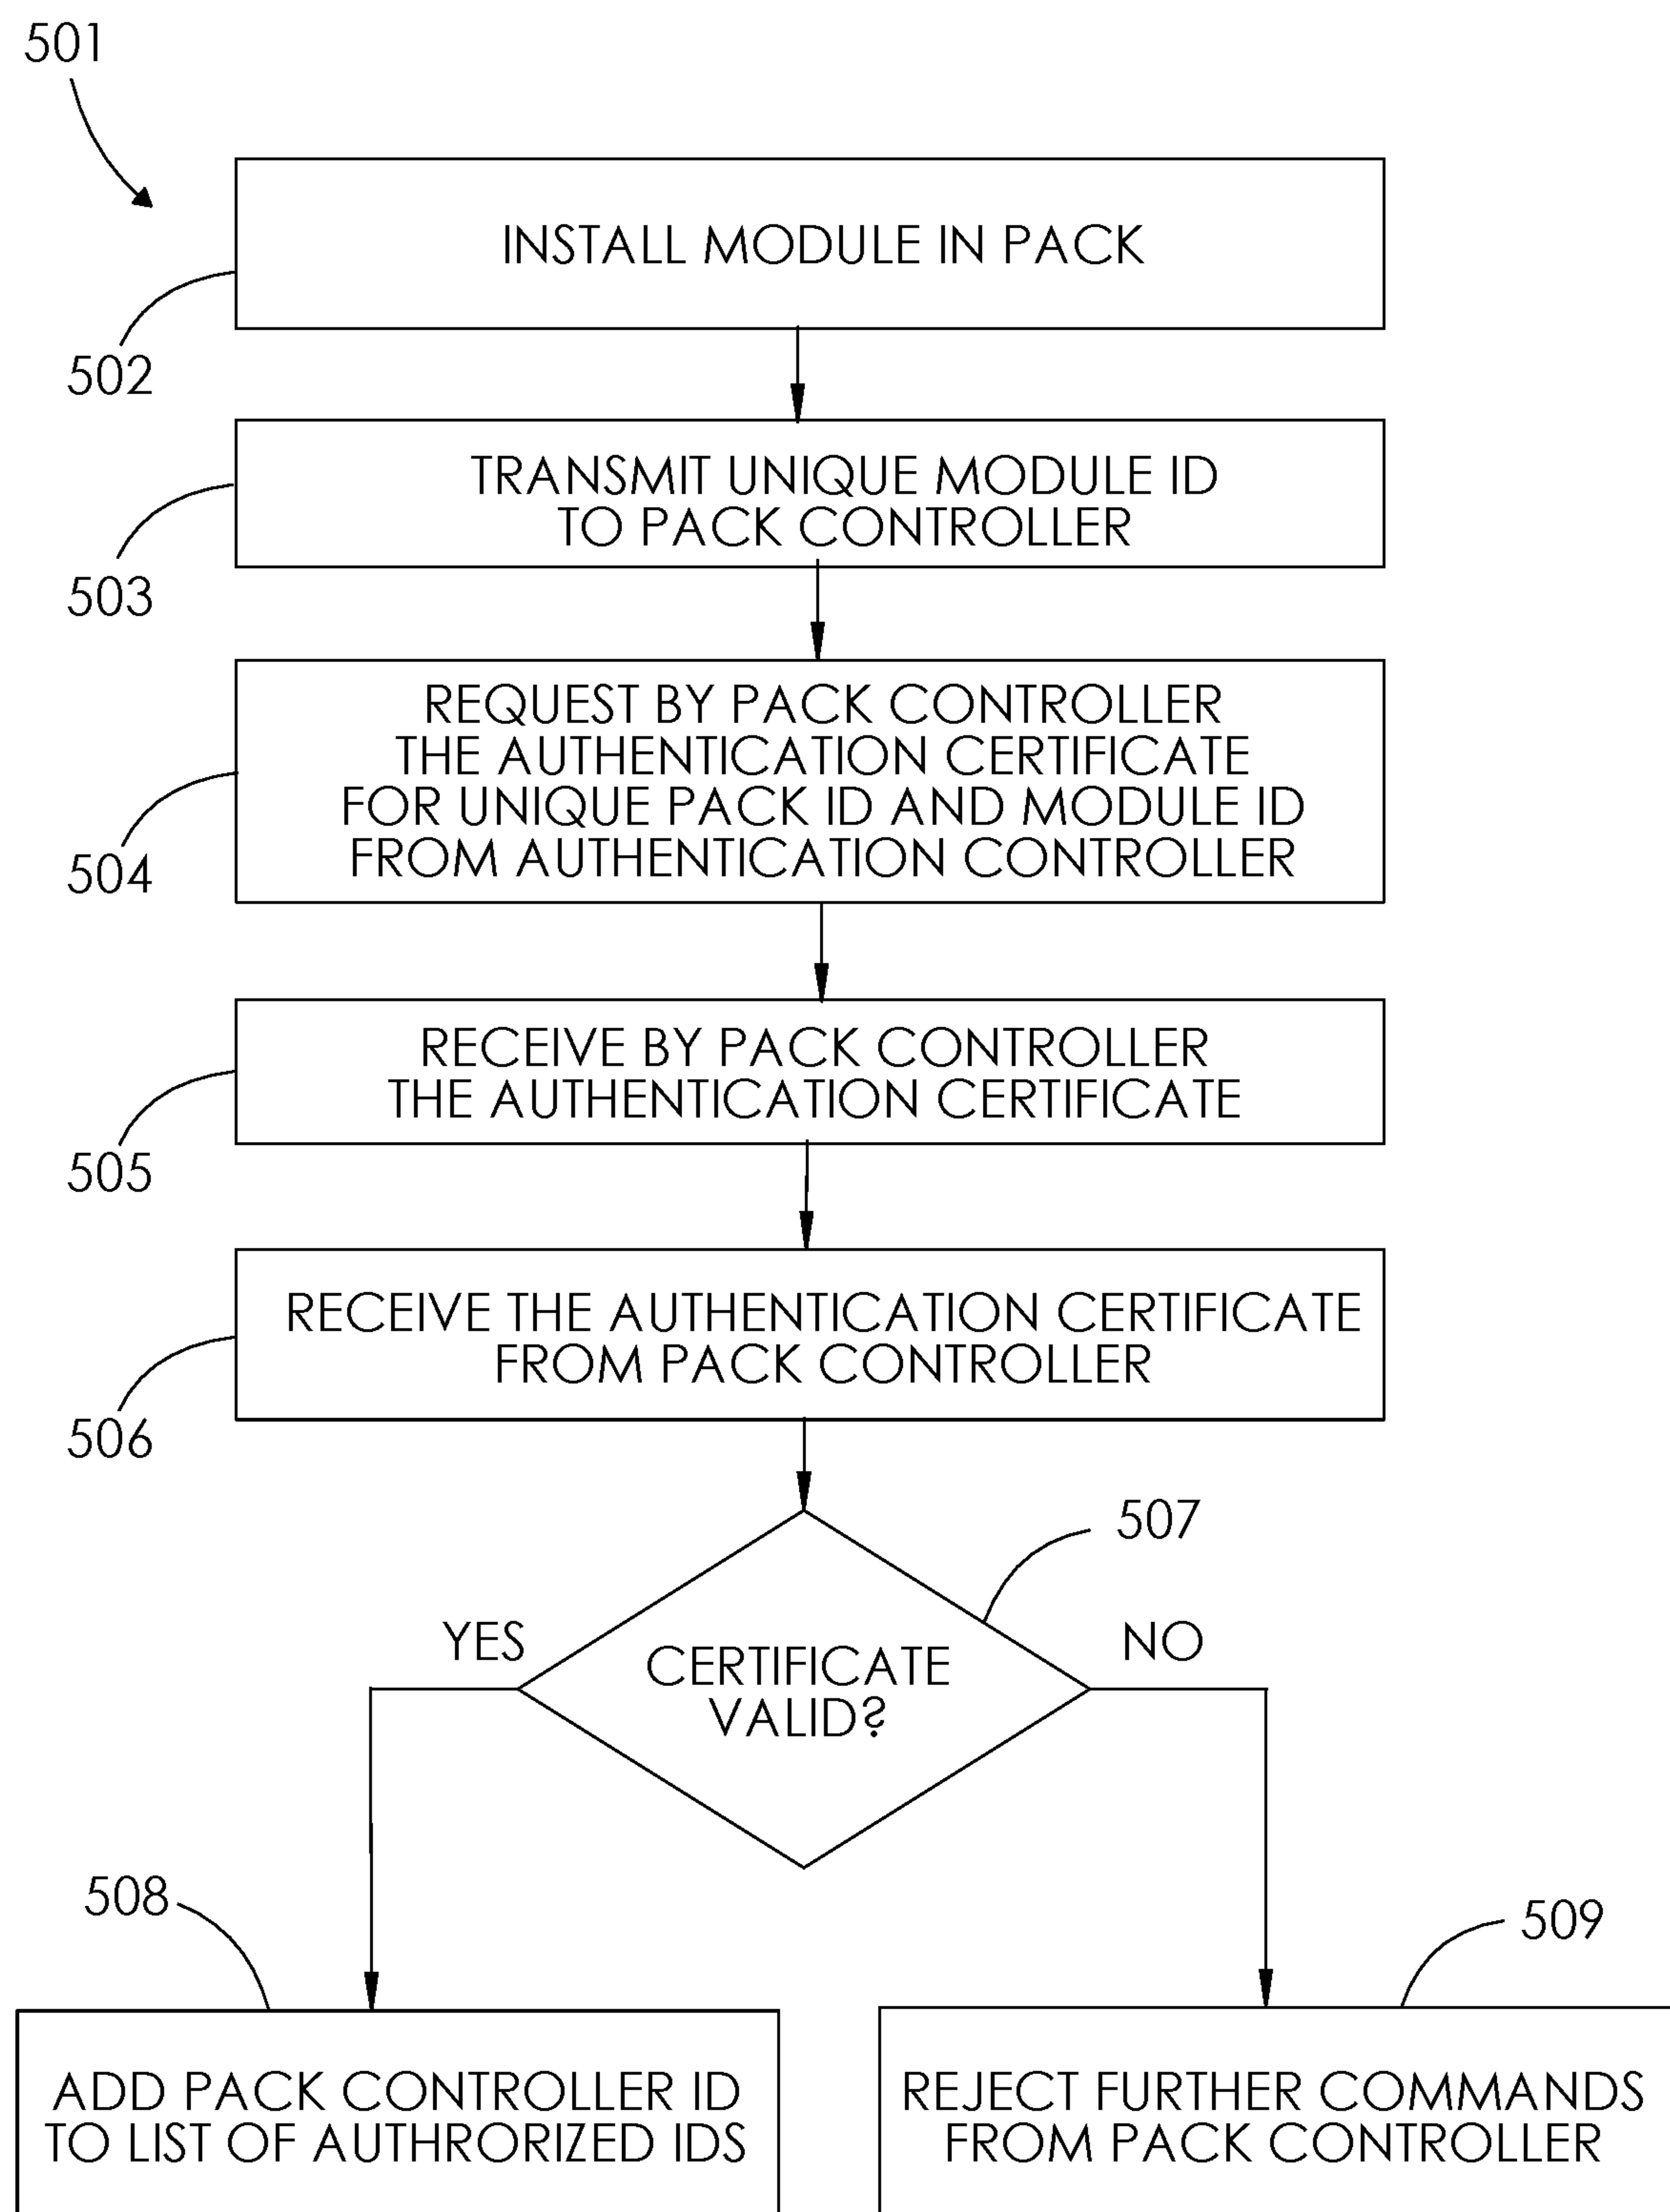 501
INSTALL MODULE IN PACK
502
TRANSMIT UNIQUE MODULE ID
TO PACK CONTROLLER
503
REQUEST BY PACK CONTROLLER
THE AUTHENTICATION CERTIFICATE
FOR UNIQUE PACK ID AND MODULE ID
FROM AUTHENTICATION CONTROLLER
504
RECEIVE BY PACK CONTROLLER
THE AUTHENTICATION CERTIFICATE
505
RECEIVE THE AUTHENTICATION CERTIFICATE
FROM PACK CONTROLLER
506
507
YES
NO
CERTIFICATE
VALID?
508
509
ADD PACK CONTROLLER ID
TO LIST OF AUTHRORIZED IDS
REJECT FURTHER COMMANDS
FROM PACK CONTROLLER